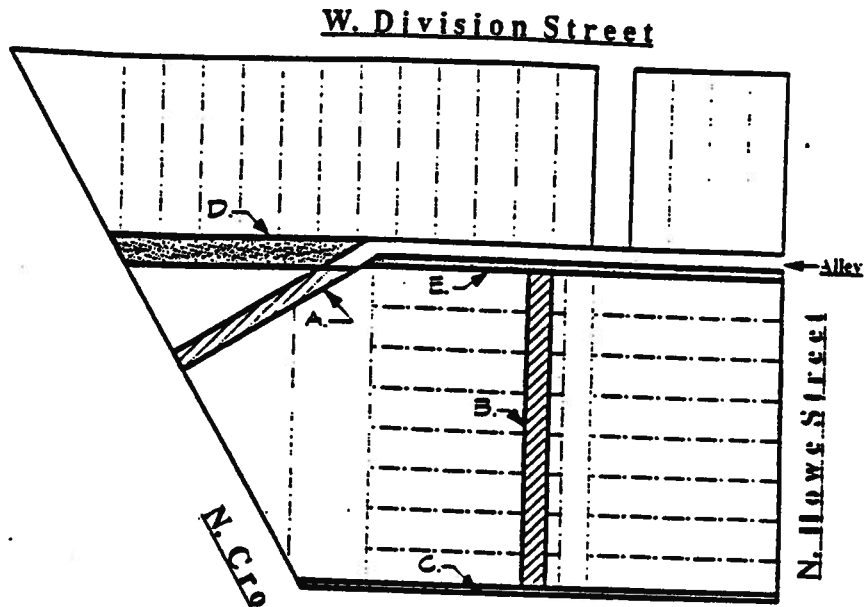 W. Division Street
D.
Alley
E.
A.
N. Howe Street
B.
N. Cro
C.